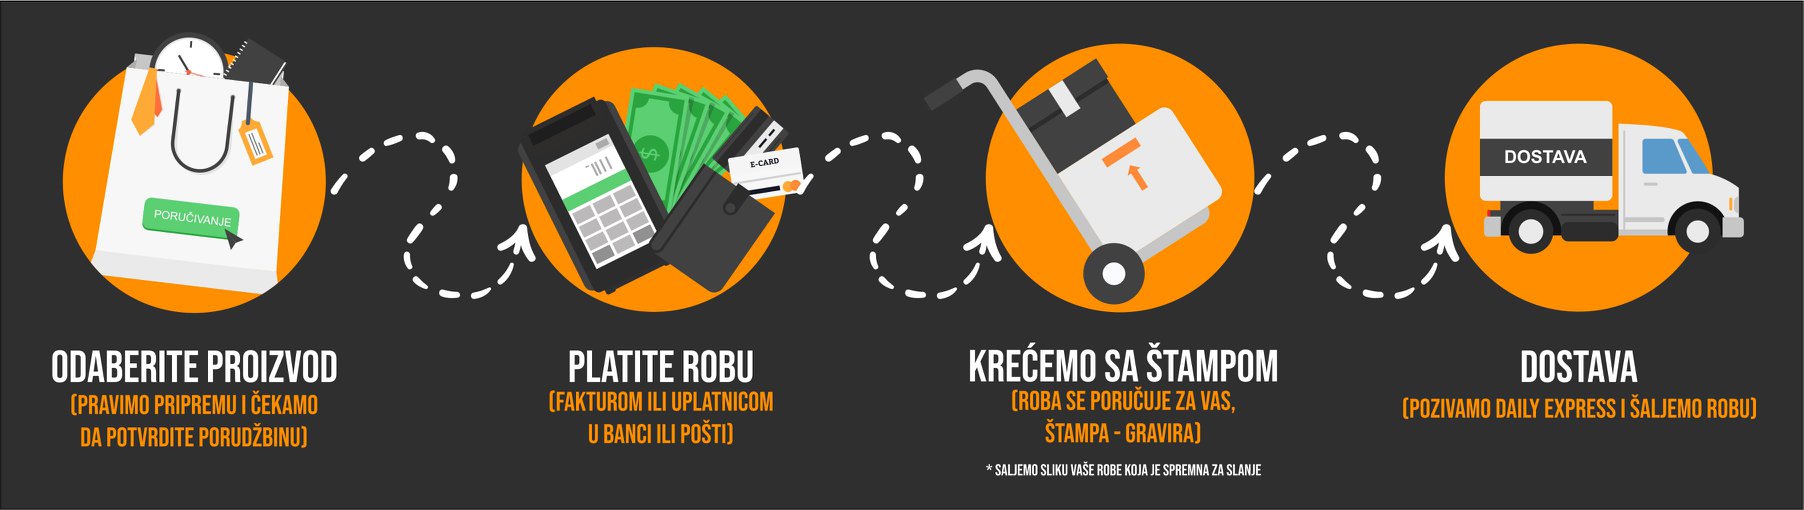 PORUČIVANJE
E-CARD
DOSTAVA
ODABERITE PROIZVOD
(PRAVIMO PRIPREMU I ČEKAMO
DA POTVRDITE PORUDŽBINU)
PLATITE ROBU
(FAKTUROM ILI UPLATNICOM
U BANCI ILI POŠTI)
KREĆEMO SA ŠTAMPOM
(ROBA SE PORUČUJE ZA VAS,
ŠTAMPA - GRAVIRA)
* SALJEMO SLIKU VAŠE ROBE KOJA JE SPREMNA ZA SLANJE
DOSTAVA
(POZIVAMO DAILY EXPRESS I ŠALJEMO ROBU)